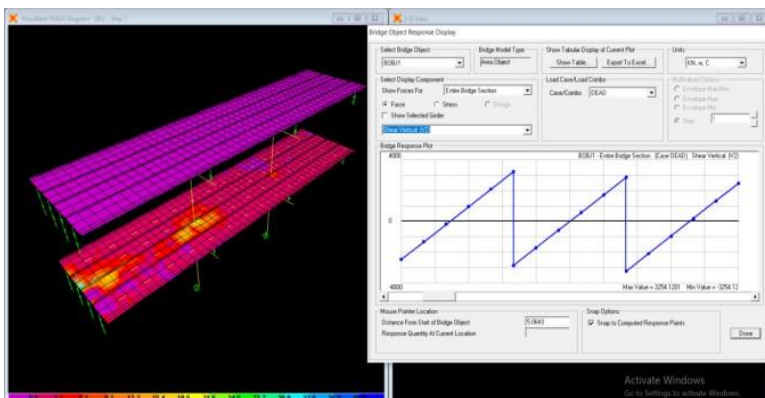 Bridge Object Response Display
Select Bridge Object
BOBJ1
Bridge Model Type
Area Object
Show Tabular Display of Current Plot
Show Table...
Export To Excel...
Units
KN, m, C
Select Display Component
Show Forces For
Entire Bridge Section
Force
Stress
Design
Show Selected Girder
Shear Vertical (V2)
Load Case/Load Combo
Case/Combo
DEAD
Multivalued Options
Envelope Max/Min
Envelope Max
Envelope Min
Step
1
Bridge Response Plot
4000
BOBJ1 - Entire Bridge Section (Case DEAD) Shear Vertical (V2)
0
-4000
Max Value = 3254.1201 Min Value = -3254.12
Mouse Pointer Location
Distance From Start of Bridge Object
5.0643
Response Quantity At Current Location
Snap Options
Snap to Computed Response Points
Done
Activate Windows
Go to Settings to activate Windows.